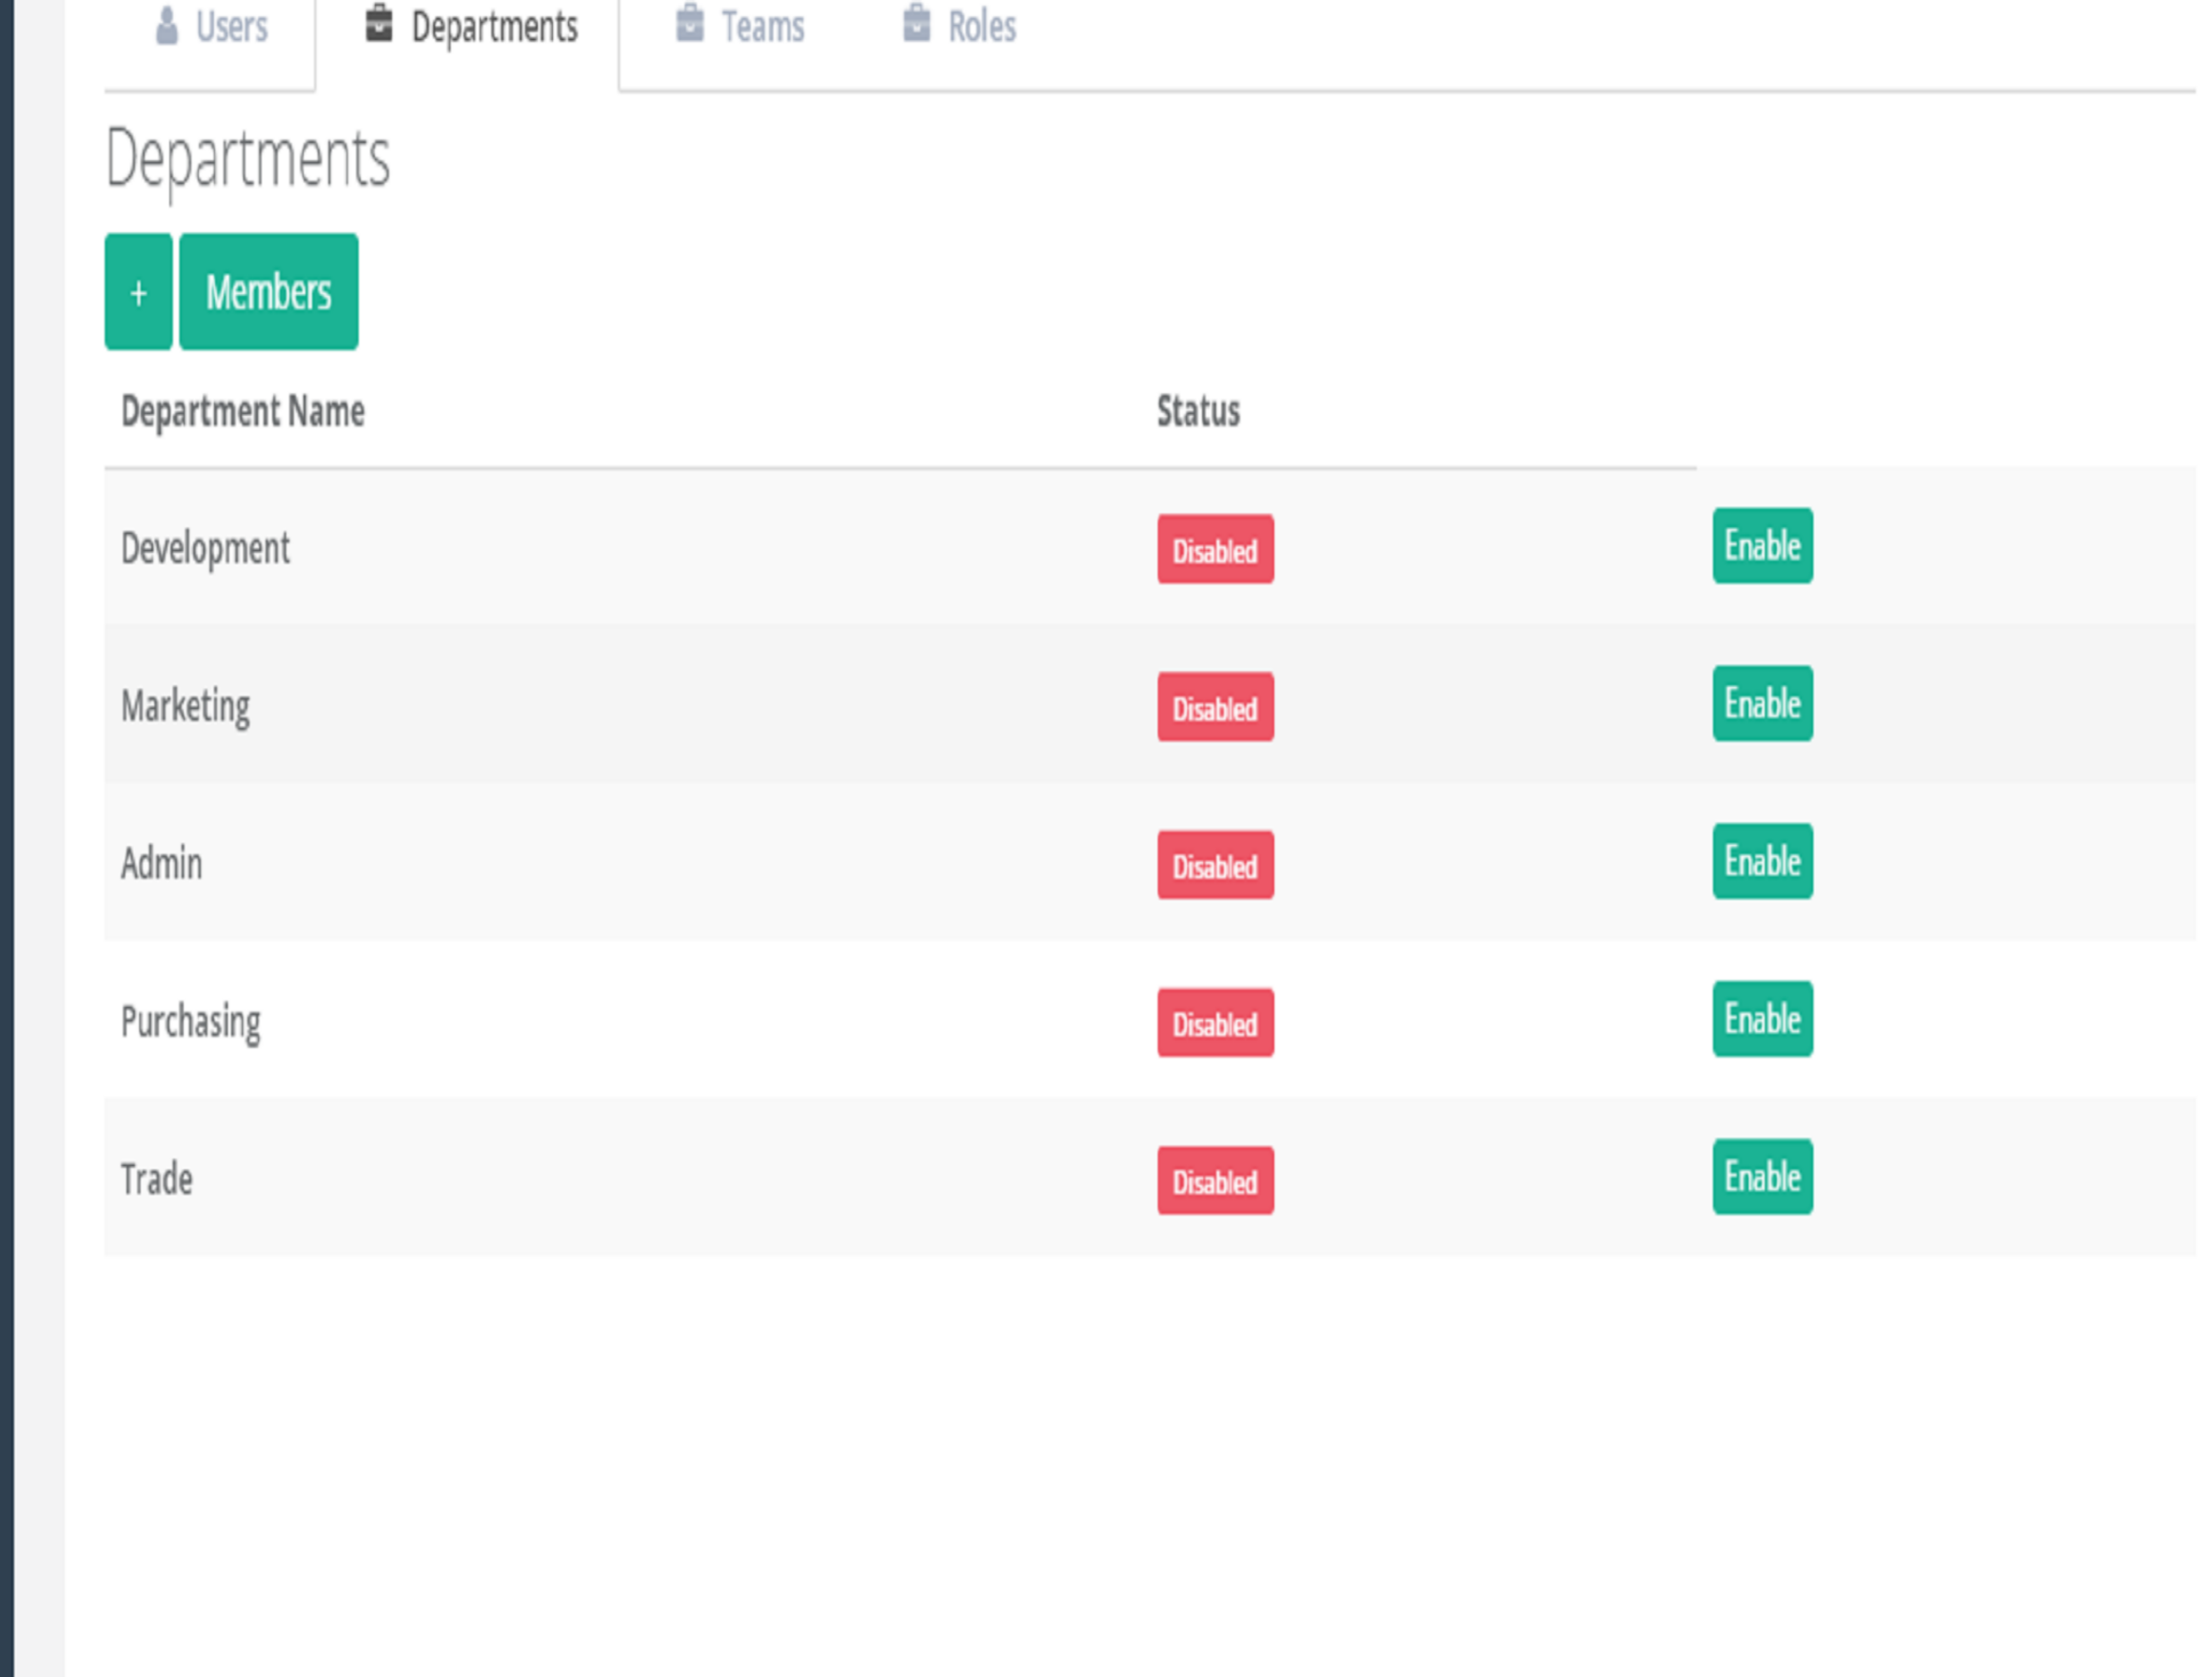 Users Departments Teams Roles
Departments
+ Members
Department Name Status
Development Disabled Enable
Marketing Disabled Enable
Admin Disabled Enable
Purchasing Disabled Enable
Trade Disabled Enable